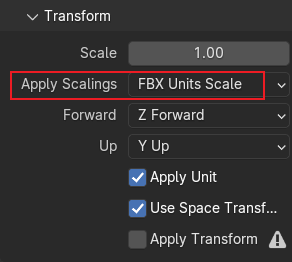 Transform
Scale 1.00
Apply Scalings FBX Units Scale
Forward Z Forward
Up Y Up
Apply Unit
Use Space Transf...
Apply Transform